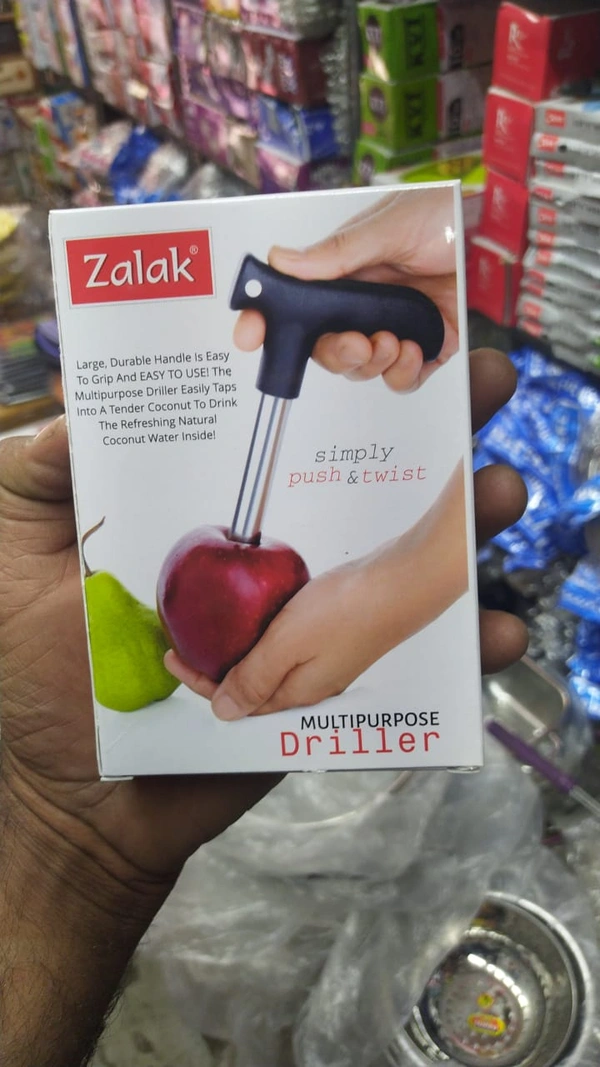 Zalak®
Large, Durable Handle Is Easy
To Grip And EASY TO USE! The
Multipurpose Driller Easily Taps
Into A Tender Coconut To Drink
The Refreshing Natural
Coconut Water Inside!
simply
push & twist
MULTIPURPOSE
Driller